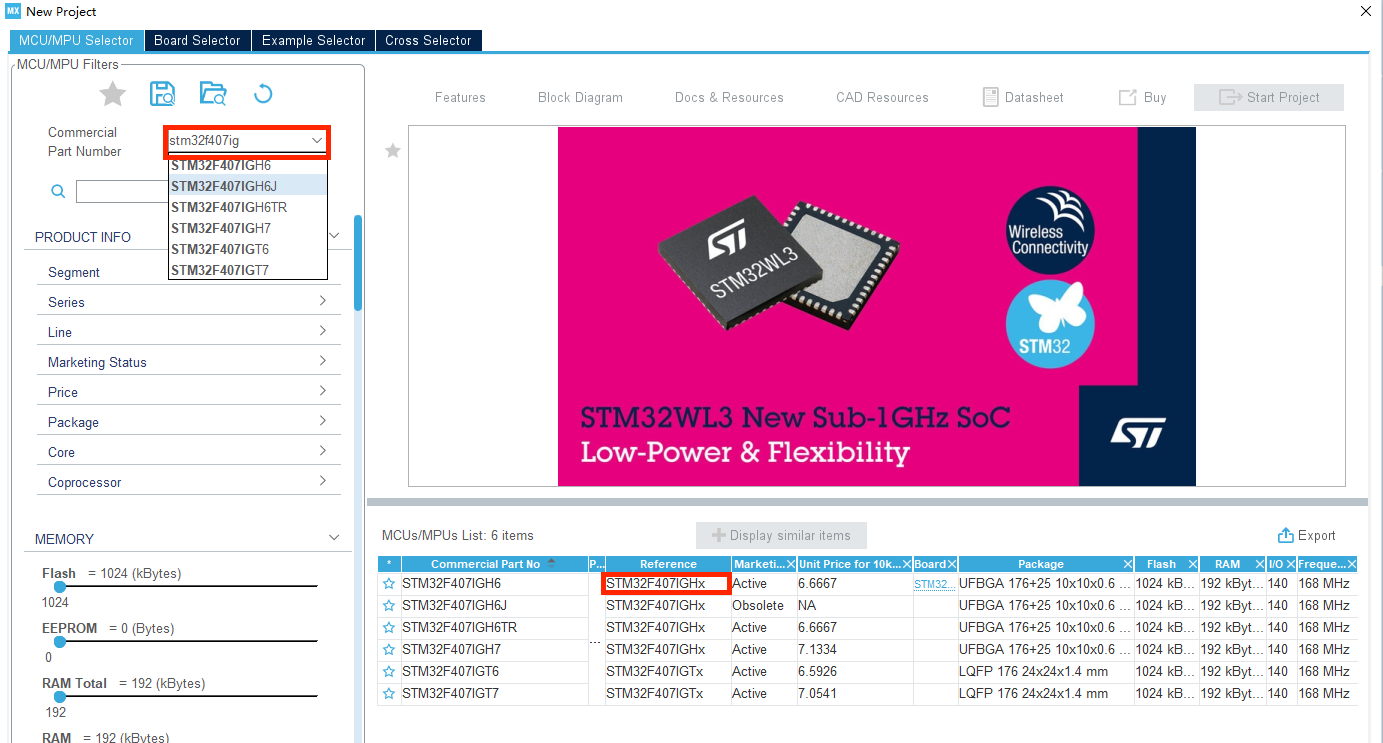 MX New Project
MCU/MPU Selector Board Selector Example Selector Cross Selector
MCU/MPU Filters
Commercial
Part Number
stm32f407ig
STM32F407IGH6
STM32F407IGH6J
STM32F407IGH6TR
STM32F407IGH7
STM32F407IGT6
STM32F407IGT7
PRODUCT INFO
Segment
Series
Line
Marketing Status
Price
Package
Core
Coprocessor
MEMORY
Flash = 1024 (kBytes)
1024
EEPROM = 0 (Bytes)
0
RAM Total = 192 (kBytes)
192
RAM = 192 (kBytes)
Features Block Diagram Docs & Resources CAD Resources Datasheet Buy Start Project
ST
STM32WL3
Wireless
Connectivity
STM32
STM32WL3 New Sub-1GHz SoC
Low-Power & Flexibility
ST
MCUs/MPUs List: 6 items Display similar items Export
* Commercial Part No P... Reference Marketi... Unit Price for 10k... Board Package Flash RAM I/O Freque...
STM32F407IGH6 STM32F407IGHx Active 6.6667 STM32... UFBGA 176+25 10x10x0.6 ... 1024 kB... 192 kByt... 140 168 MHz
STM32F407IGH6J STM32F407IGHx Obsolete NA UFBGA 176+25 10x10x0.6 ... 1024 kB... 192 kByt... 140 168 MHz
STM32F407IGH6TR STM32F407IGHx Active 6.6667 UFBGA 176+25 10x10x0.6 ... 1024 kB... 192 kByt... 140 168 MHz
...
STM32F407IGH7 STM32F407IGHx Active 7.1334 UFBGA 176+25 10x10x0.6 ... 1024 kB... 192 kByt... 140 168 MHz
STM32F407IGT6 STM32F407IGTx Active 6.5926 LQFP 176 24x24x1.4 mm 1024 kB... 192 kByt... 140 168 MHz
STM32F407IGT7 STM32F407IGTx Active 7.0541 LQFP 176 24x24x1.4 mm 1024 kB... 192 kByt... 140 168 MHz